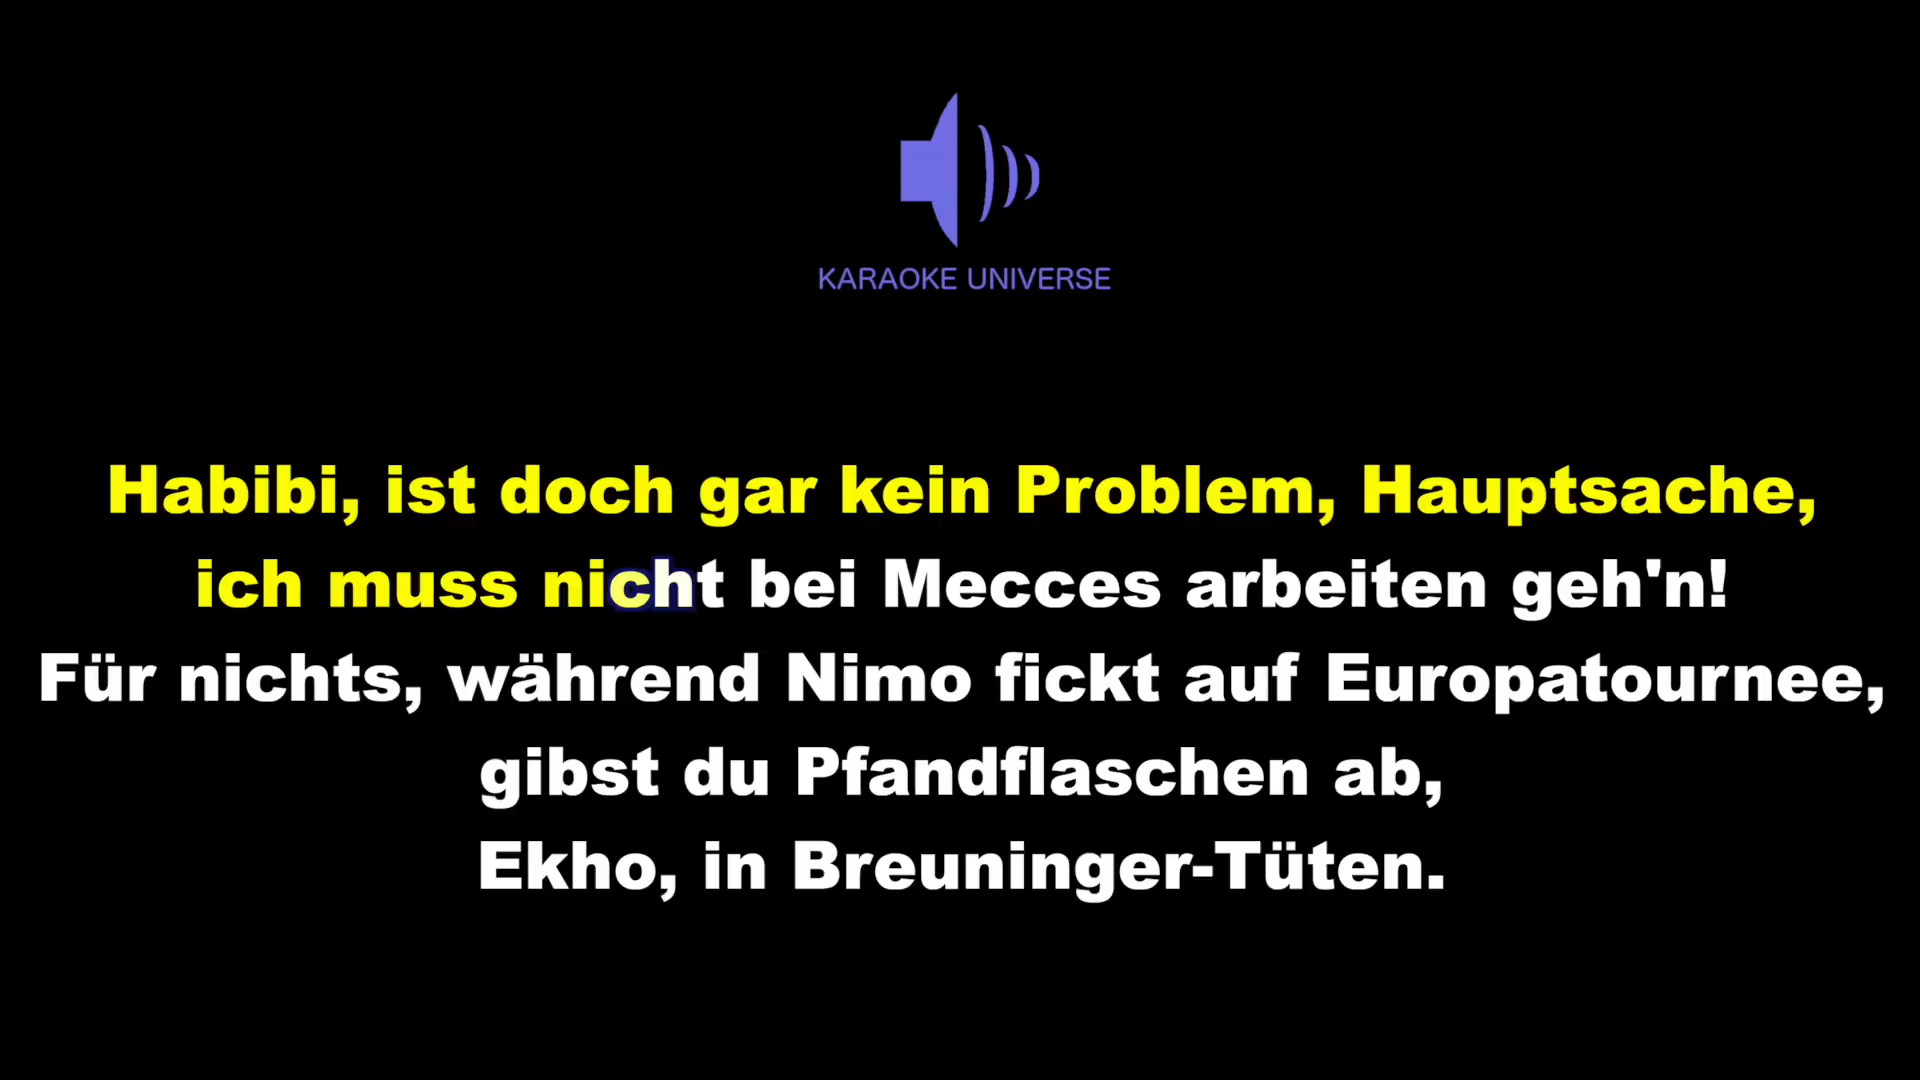 KARAOKE UNIVERSE
Habibi, ist doch gar kein Problem, Hauptsache,
ich muss nicht bei Mecces arbeiten geh'n!
Für nichts, während Nimo fickt auf Europatournee,
gibst du Pfandflaschen ab,
Ekho, in Breuninger-Tüten.